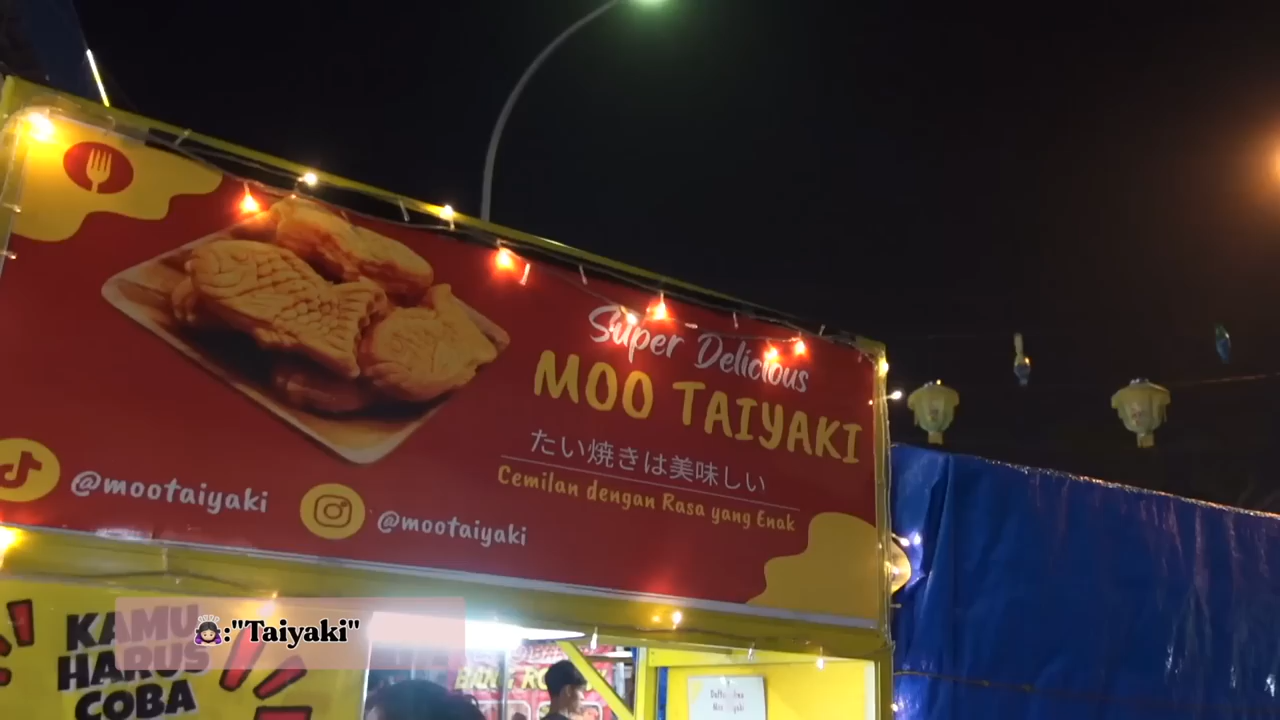 Super Delicious
MOO TAIYAKI
たい焼きは美味しい
Cemilan dengan Rasa yang Enak
@mootaiyaki
@mootaiyaki
KAMU
HARUS
COBA
🙇🏻‍♀️:"Taiyaki"